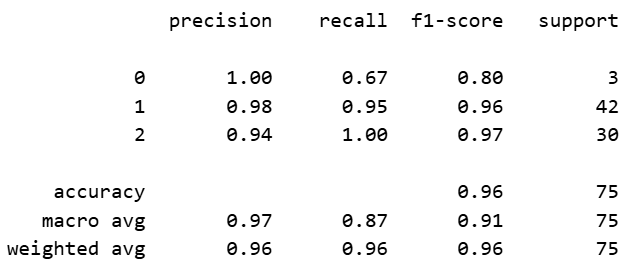 precision recall f1-score support
0 1.00 0.67 0.80 3
1 0.98 0.95 0.96 42
2 0.94 1.00 0.97 30
accuracy 0.96 75
macro avg 0.97 0.87 0.91 75
weighted avg 0.96 0.96 0.96 75